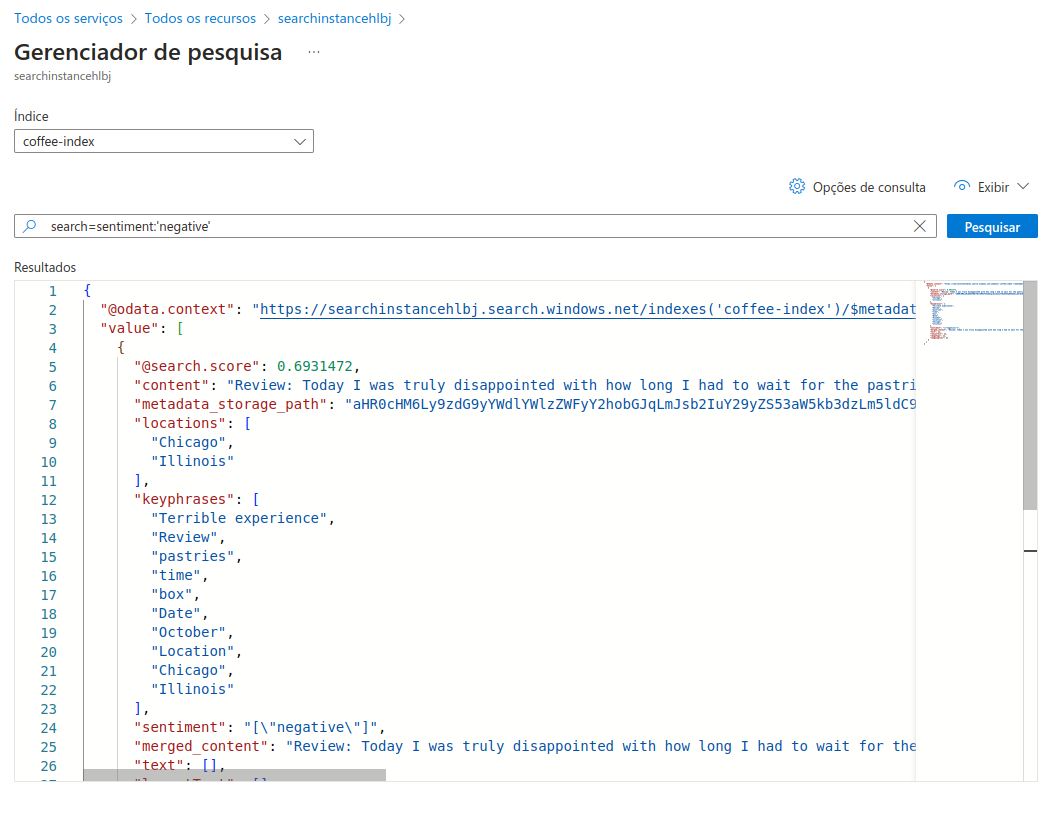 Todos os serviços > Todos os recursos > searchinstancehlbj >
Gerenciador de pesquisa ...
searchinstancehlbj
Índice
coffee-index
Opções de consulta Exibir
search=sentiment:'negative' Pesquisar
Resultados
1 {
2 "@odata.context": "https://searchinstancehlbj.search.windows.net/indexes('coffee-index')/$metadat
3 "value": [
4 {
5 "@search.score": 0.6931472,
6 "content": "Review: Today I was truly disappointed with how long I had to wait for the pastri
7 "metadata_storage_path": "aHR0cHM6Ly9zdG9yYWdlYWlzZWFyY2hobGJqLmJsb2IuY29yZS53aW5kb3dzLm5ldC9
8 "locations": [
9 "Chicago",
10 "Illinois"
11 ],
12 "keyphrases": [
13 "Terrible experience",
14 "Review",
15 "pastries",
16 "time",
17 "box",
18 "Date",
19 "October",
20 "Location",
21 "Chicago",
22 "Illinois"
23 ],
24 "sentiment": "[\"negative\"]",
25 "merged_content": "Review: Today I was truly disappointed with how long I had to wait for the
26 "text": [],